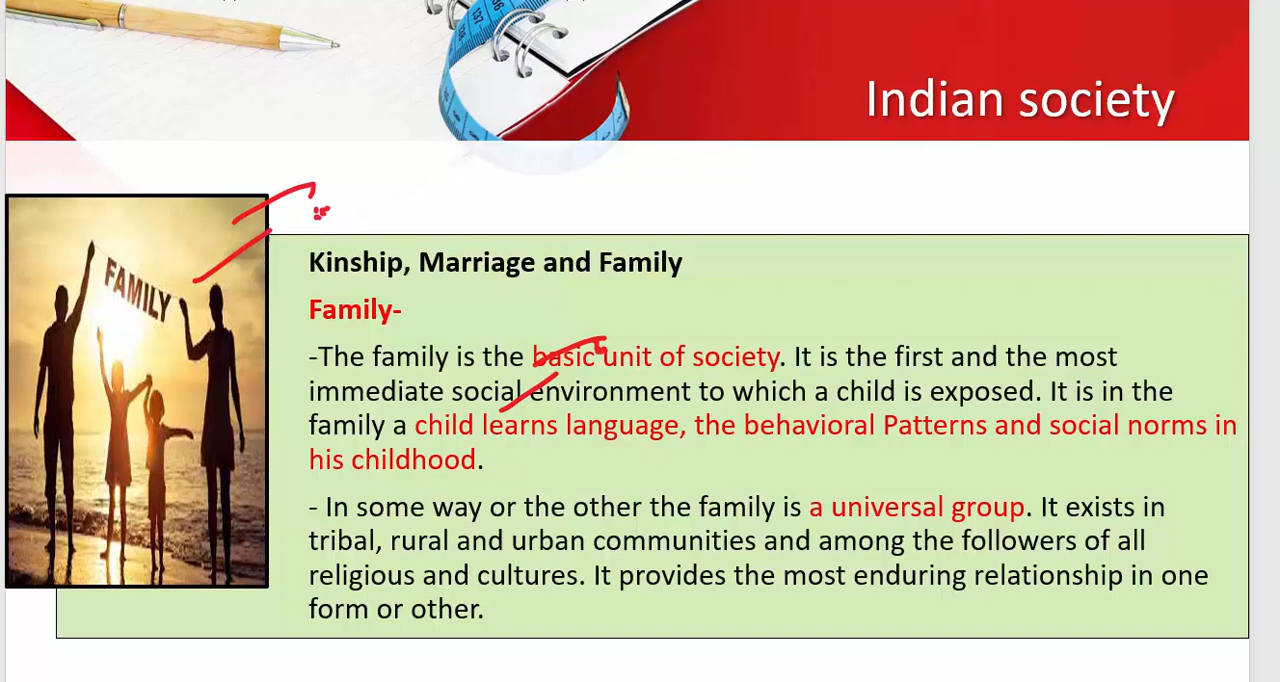 Indian society
FAMILY
Kinship, Marriage and Family
Family-
-The family is the basic unit of society. It is the first and the most
immediate social environment to which a child is exposed. It is in the
family a child learns language, the behavioral Patterns and social norms in
his childhood.
- In some way or the other the family is a universal group. It exists in
tribal, rural and urban communities and among the followers of all
religious and cultures. It provides the most enduring relationship in one
form or other.